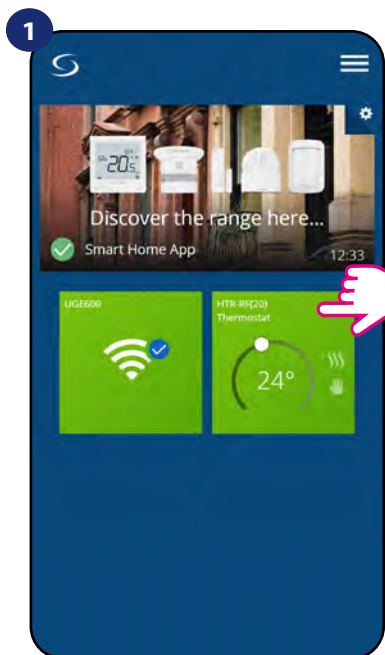 1
20.5
Discover the range here...
Smart Home App
12:33
UGE600
HTR-RF(20)
Thermostat
24°